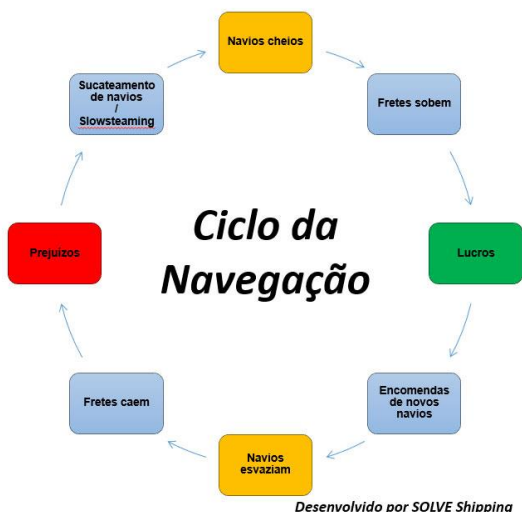 Navios cheios
Fretes sobem
Lucros
Encomendas
de novos
navios
Navios
esvaziam
Fretes caem
Prejuízos
Sucateamento
de navios
/
Slowsteaming
Ciclo da
Navegação
Desenvolvido por SOLVE Shipping